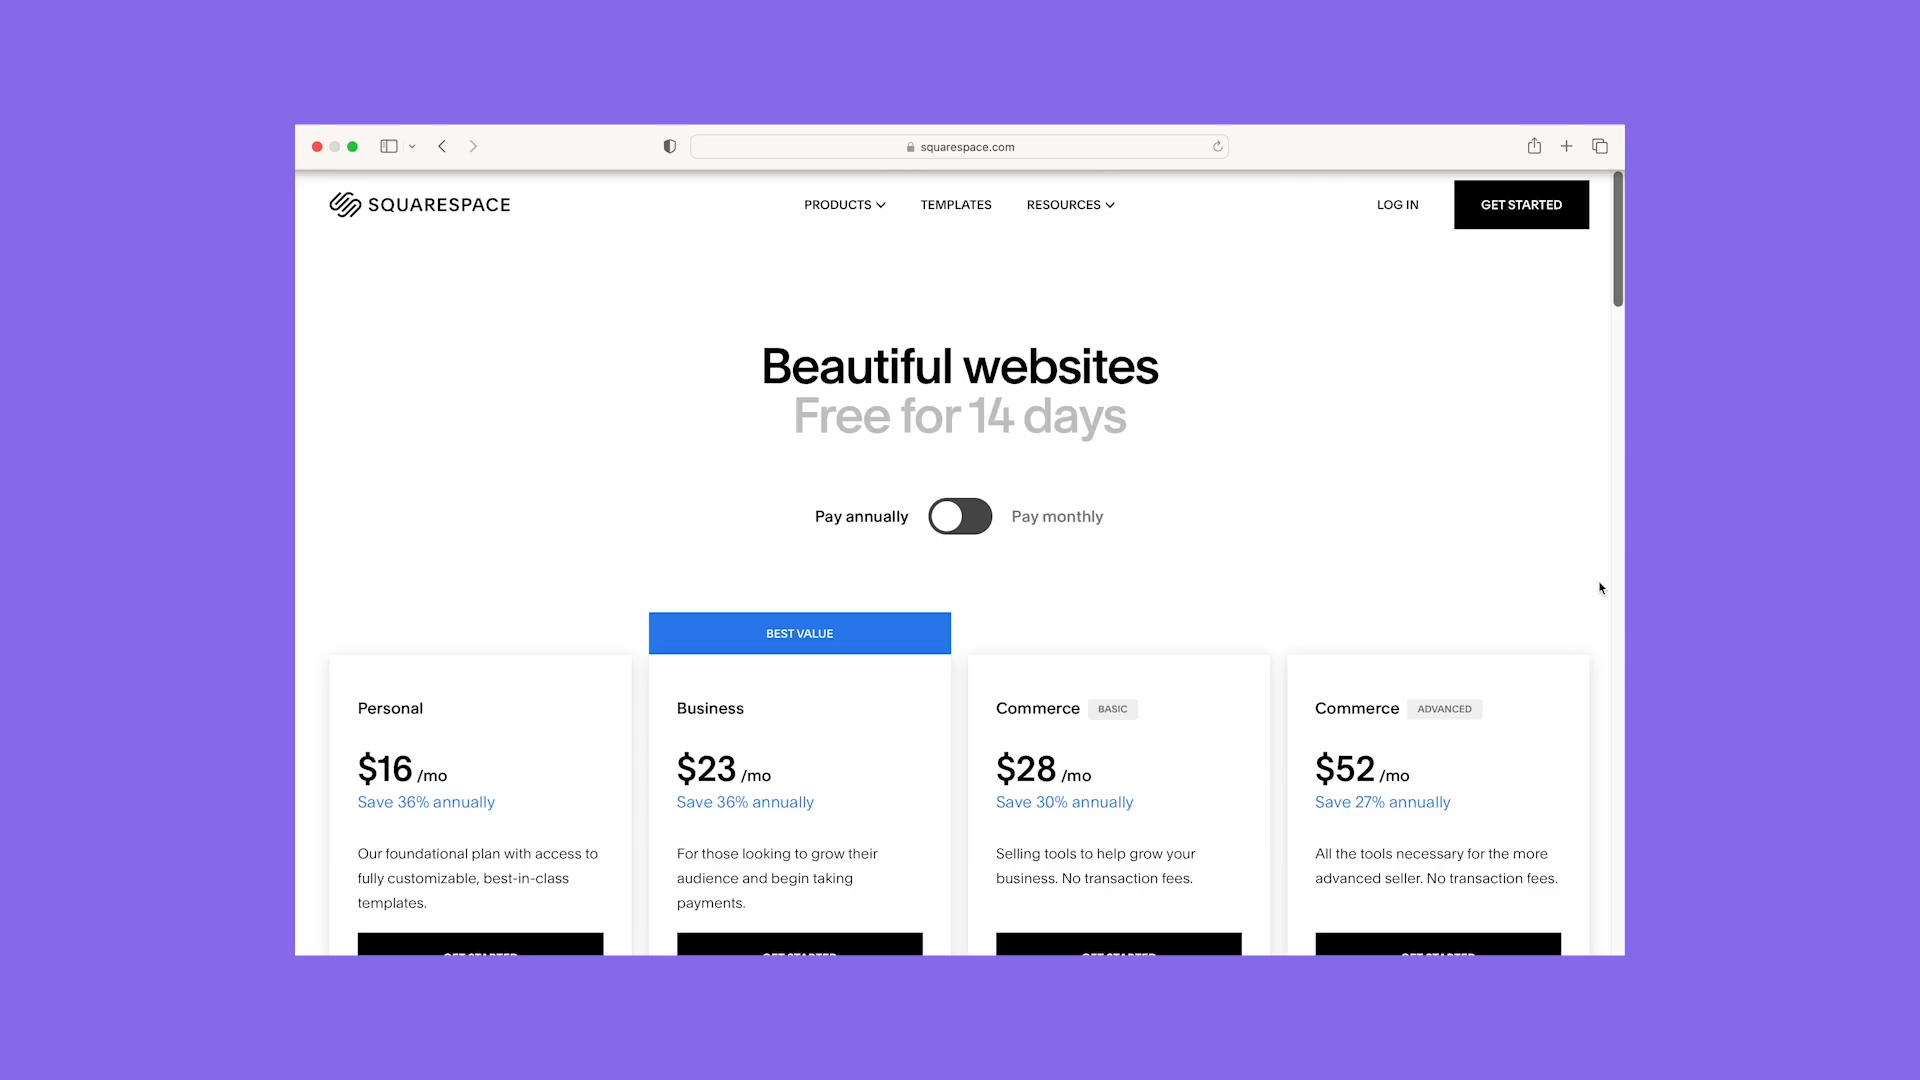 squarespace.com
SQUARESPACE
PRODUCTS
TEMPLATES
RESOURCES
LOG IN
GET STARTED
Beautiful websites
Free for 14 days
Pay annually
Pay monthly
BEST VALUE
Personal
$16 /mo
Save 36% annually
Our foundational plan with access to
fully customizable, best-in-class
templates.
GET STARTED
Business
$23 /mo
Save 36% annually
For those looking to grow their
audience and begin taking
payments.
GET STARTED
Commerce BASIC
$28 /mo
Save 30% annually
Selling tools to help grow your
business. No transaction fees.
GET STARTED
Commerce ADVANCED
$52 /mo
Save 27% annually
All the tools necessary for the more
advanced seller. No transaction fees.
GET STARTED